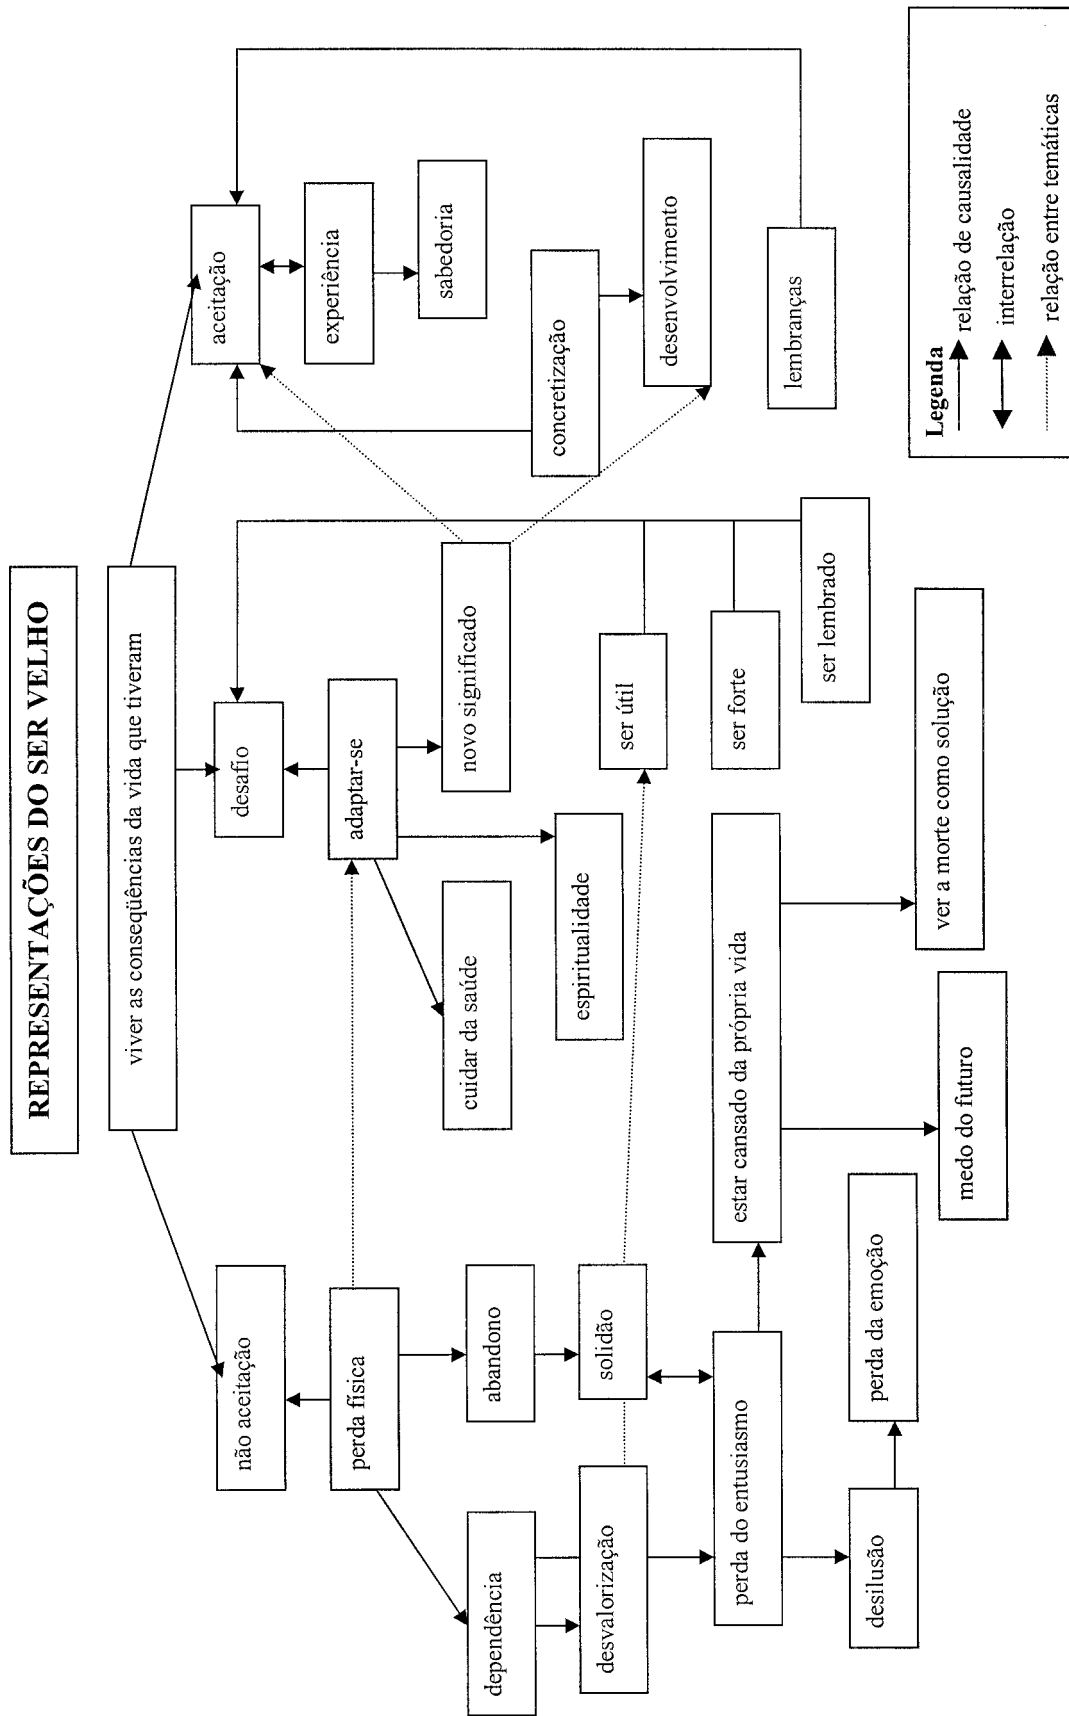 REPRESENTAÇÕES DO SER VELHO
viver as conseqüências da vida que tiveram
não aceitação
desafio
aceitação
perda física
adaptar-se
experiência
dependência
abandono
cuidar da saúde
novo significado
sabedoria
desvalorização
solidão
espiritualidade
ser útil
concretização
perda do entusiasmo
estar cansado da própria vida
ser forte
desenvolvimento
desilusão
perda da emoção
ser lembrado
lembranças
medo do futuro
ver a morte como solução
Legenda
relação de causalidade
interrelação
relação entre temáticas